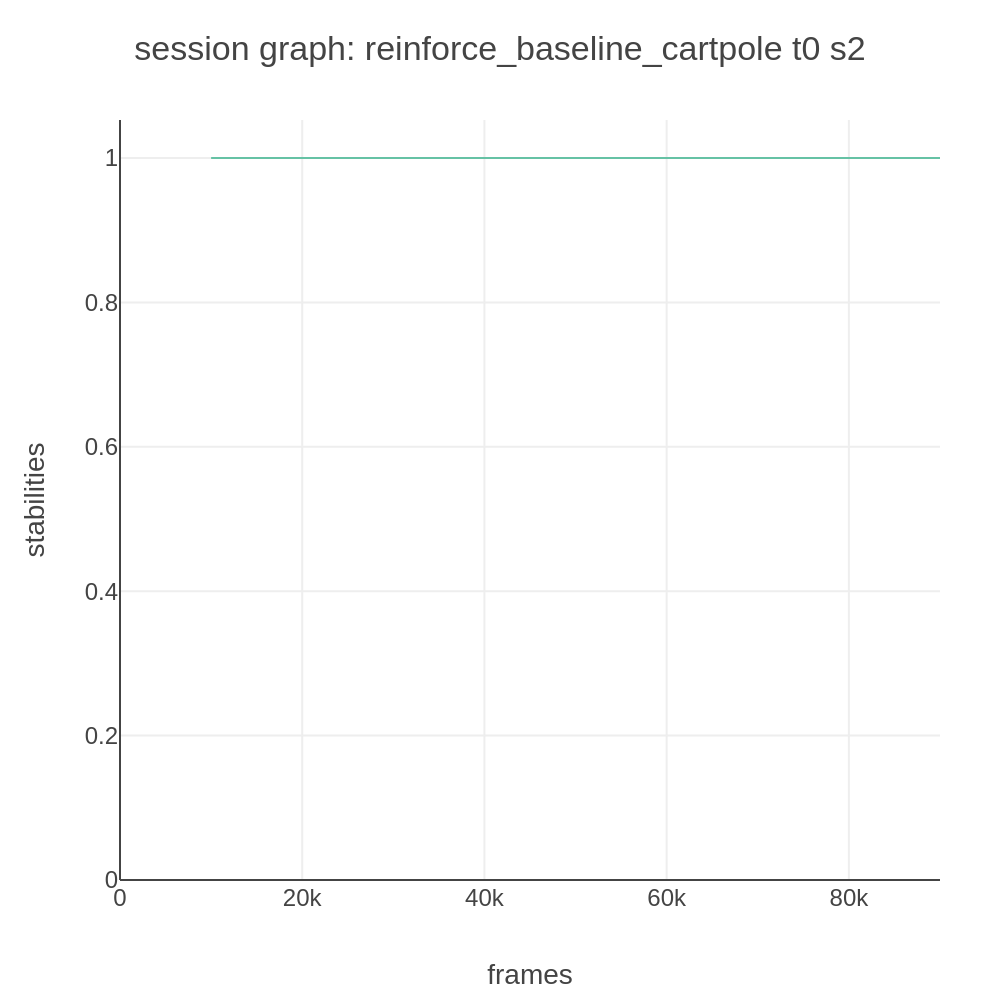 session graph: reinforce_baseline_cartpole t0 s2
stabilities
1
0.8
0.6
0.4
0.2
0
0 20k 40k 60k 80k
frames